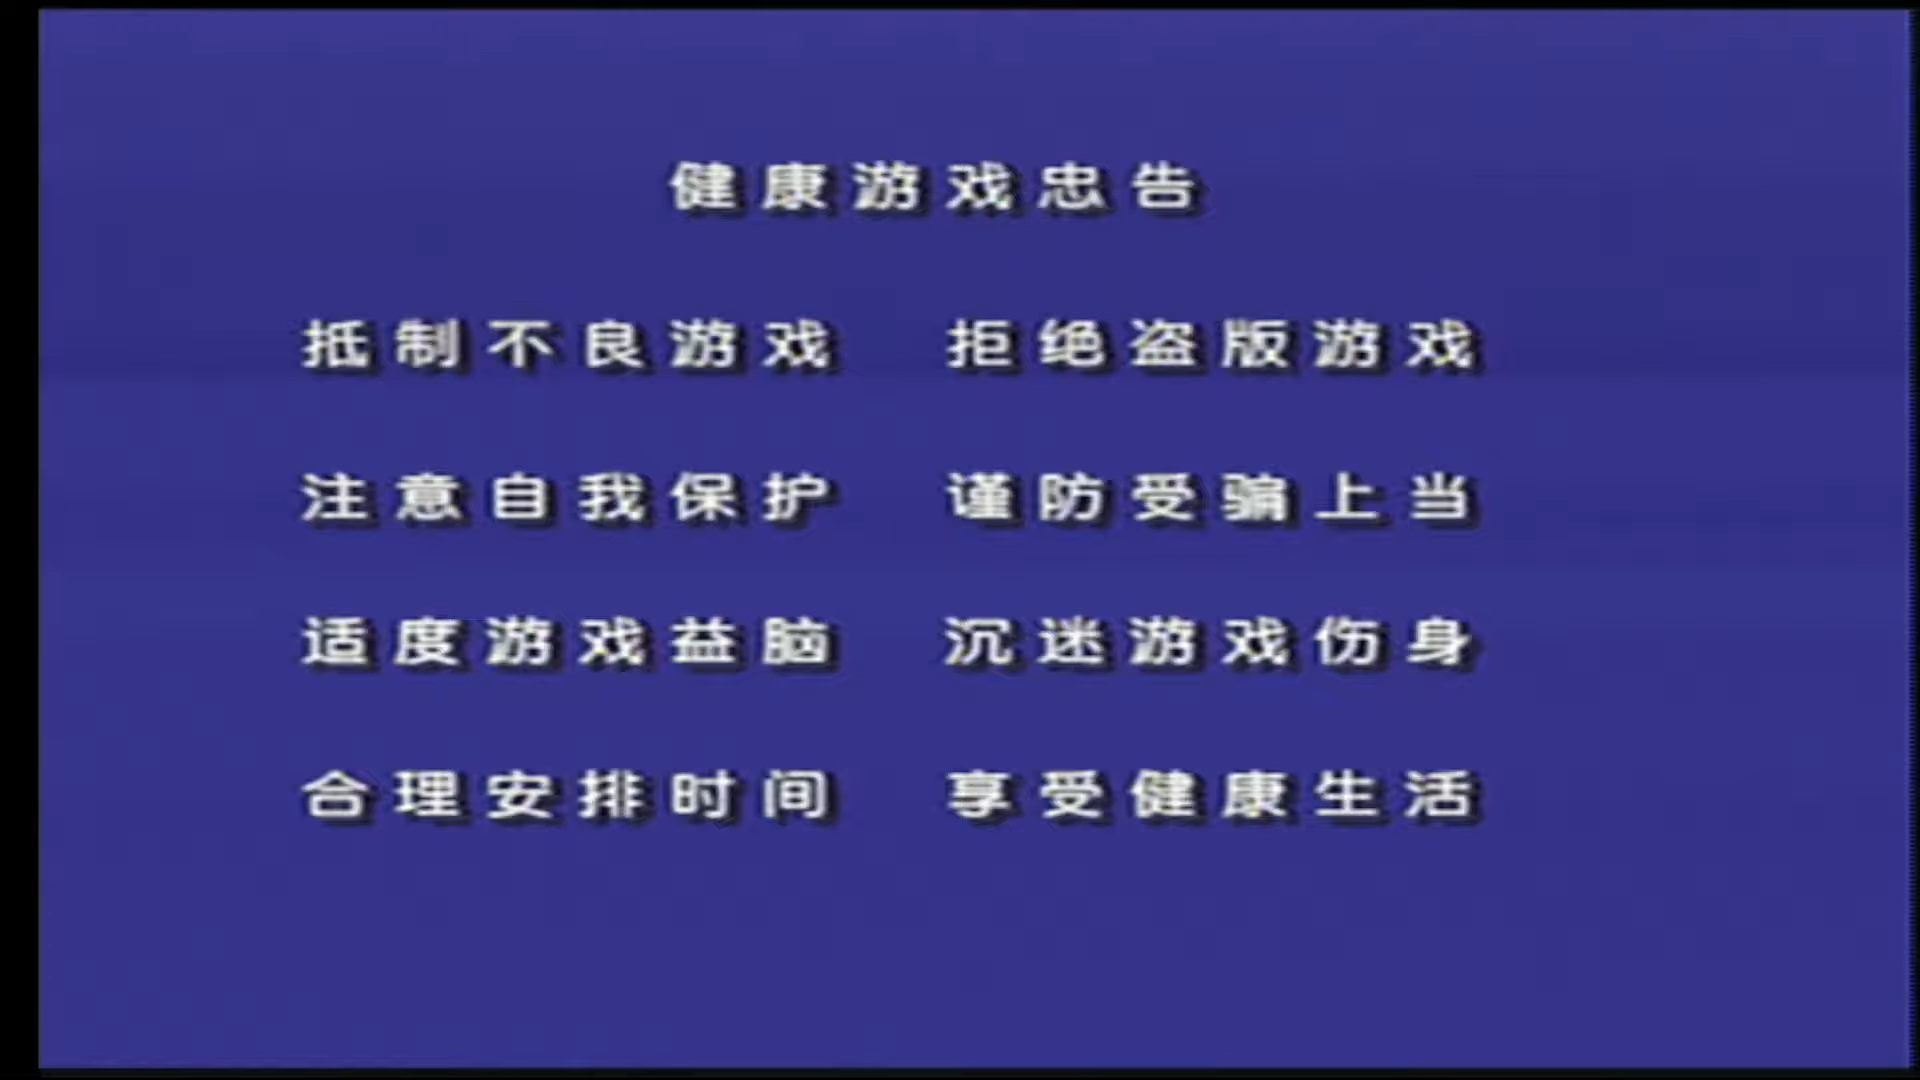 健康游戏忠告
抵制不良游戏 拒绝盗版游戏
注意自我保护 谨防受骗上当
适度游戏益脑 沉迷游戏伤身
合理安排时间 享受健康生活